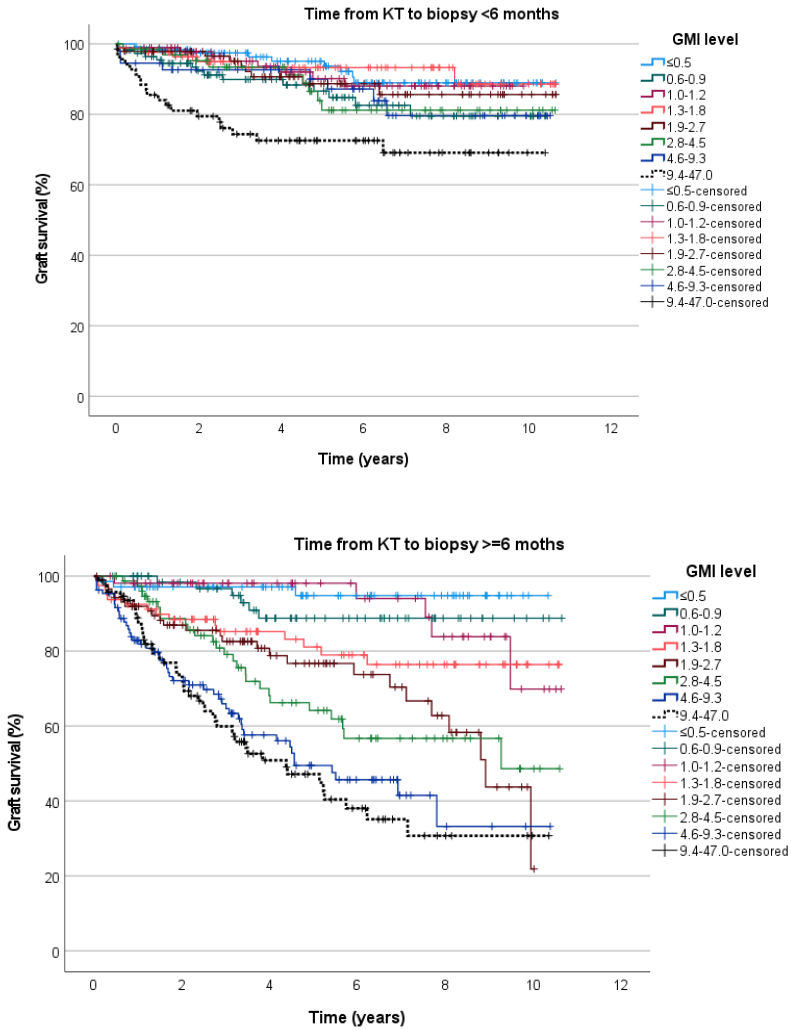 Time from KT to biopsy <6 months
GMI level
≤0.5
0.6-0.9
1.0-1.2
1.3-1.8
1.9-2.7
2.8-4.5
4.6-9.3
9.4-47.0
≤0.5-censored
0.6-0.9-censored
1.0-1.2-censored
1.3-1.8-censored
1.9-2.7-censored
2.8-4.5-censored
4.6-9.3-censored
9.4-47.0-censored
Graft survival (%)
100
80
60
40
20
0
0 2 4 6 8 10 12
Time (years)
Time from KT to biopsy >=6 moths
GMI level
≤0.5
0.6-0.9
1.0-1.2
1.3-1.8
1.9-2.7
2.8-4.5
4.6-9.3
9.4-47.0
≤0.5-censored
0.6-0.9-censored
1.0-1.2-censored
1.3-1.8-censored
1.9-2.7-censored
2.8-4.5-censored
4.6-9.3-censored
9.4-47.0-censored
Graft survival (%)
100
80
60
40
20
0
0 2 4 6 8 10 12
Time (years)